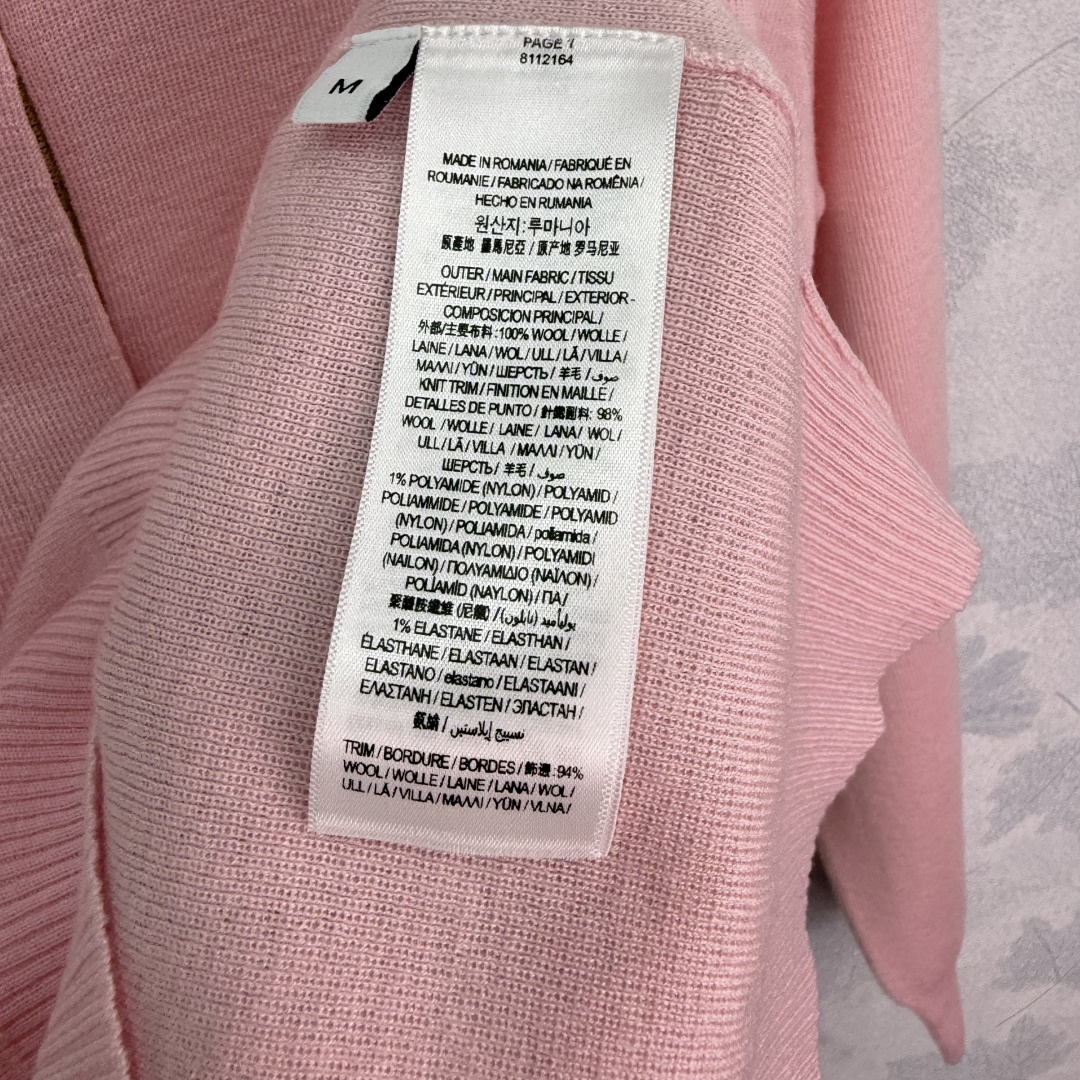 M
PAGE 1
8112164
MADE IN ROMANIA / FABRIQUÉ EN
ROUMANIE / FABRICADO NA ROMÊNIA /
HECHO EN RUMANIA
원산지: 루마니아
原產地 羅馬尼亞 / 原产地 罗马尼亚
OUTER / MAIN FABRIC / TISSU
EXTÉRIEUR / PRINCIPAL / EXTERIOR -
COMPOSICION PRINCIPAL /
外部/主要布料 :100% WOOL / WOLLE /
LAINE / LANA / WOL / ULL / LÃ / VILLA /
ΜΑΛΛΙ / YÜN / ШЕРСТЬ / 羊毛 / صوف
KNIT TRIM / FINITION EN MAILLE /
DETALLES DE PUNTO / 針織副料: 98%
WOOL / WOLLE / LAINE / LANA / WOL /
ULL / LÃ / VILLA / ΜΑΛΛΙ / YÜN /
ШЕРСТЬ / 羊毛 / صوف
1% POLYAMIDE (NYLON) / POLYAMID /
POLIAMMIDE / POLYAMIDE / POLYAMID
(NYLON) / POLIAMIDA / poliamida /
POLIAMIDA (NYLON) / POLYAMIDI
(NAILON) / ΠΟΛΥΑΜΙΔΙΟ (ΝΑΪΛΟΝ) /
POLİAMİD (NAYLON) / ПА /
聚醯胺纖維 (尼龍) / بولياميد (نايلون)
1% ELASTANE / ELASTHAN /
ÉLASTHANE / ELASTAAN / ELASTAN /
ELASTANO / elastano / ELASTAANI /
ΕΛΑΣΤΑΝΗ / ELASTEN / ЭЛАСТАН /
氨綸 / نسيج إيلاستين
TRIM / BORDURE / BORDES / 飾邊 :94%
WOOL / WOLLE / LAINE / LANA / WOL /
ULL / LÃ / VILLA / ΜΑΛΛΙ / YÜN / VLNA /